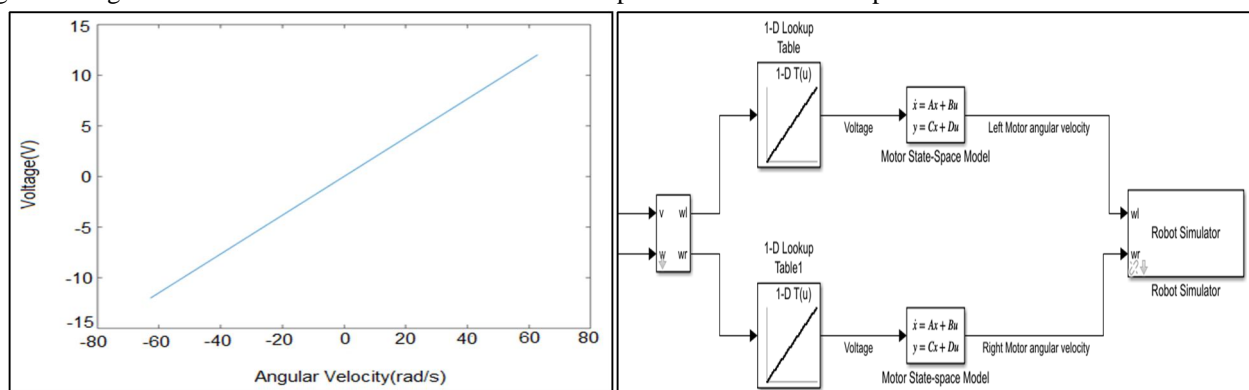 15
10
5
0
-5
-10
-15
-80
-60
-40
-20
0
20
40
60
80
Voltage(V)
Angular Velocity(rad/s)
1-D Lookup
Table
1-D T(u)
Voltage
ẋ = Ax + Bu
y = Cx + Du
Motor State-Space Model
Left Motor angular velocity
v wl
w wr
wl
wr
Robot Simulator
Robot Simulator
1-D Lookup
Table1
1-D T(u)
Voltage
ẋ = Ax + Bu
y = Cx + Du
Motor State-space Model
Right Motor angular velocity